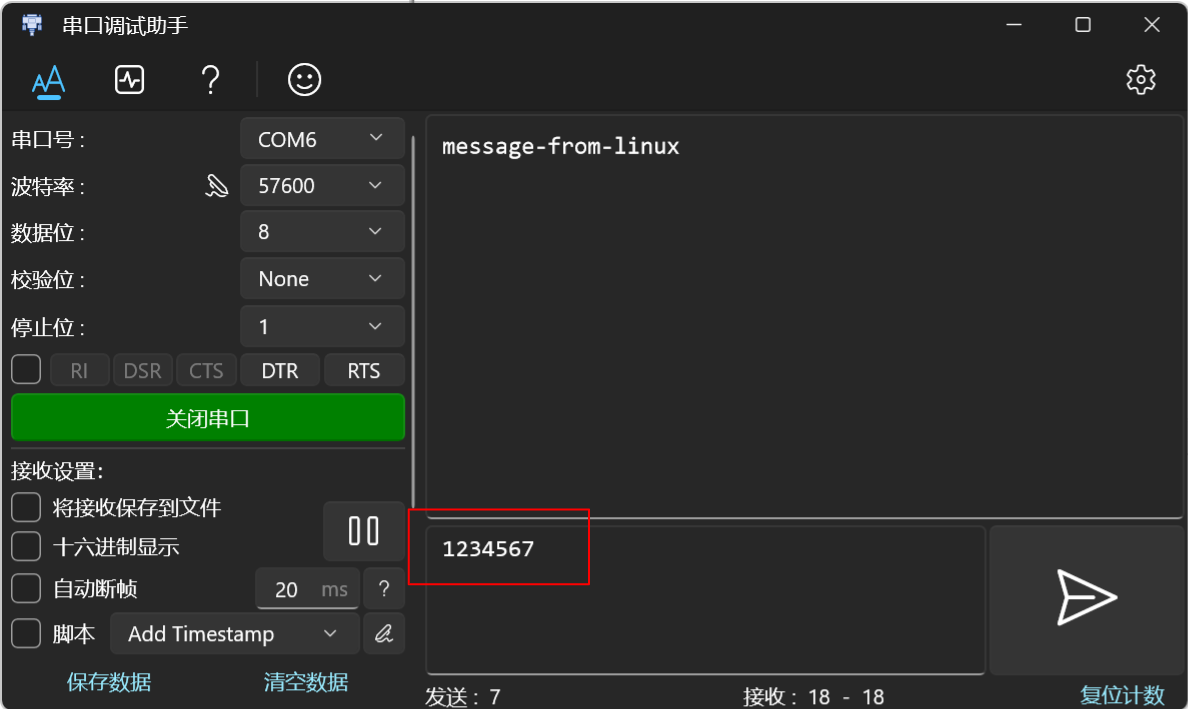 串口调试助手
串口号 : COM6
波特率 : 57600
数据位 : 8
校验位 : None
停止位 : 1
RI DSR CTS DTR RTS
关闭串口
接收设置:
将接收保存到文件
十六进制显示
自动断帧 20 ms ?
脚本 Add Timestamp
保存数据 清空数据
message-from-linux
1234567
发送 : 7 接收 : 18 - 18 复位计数